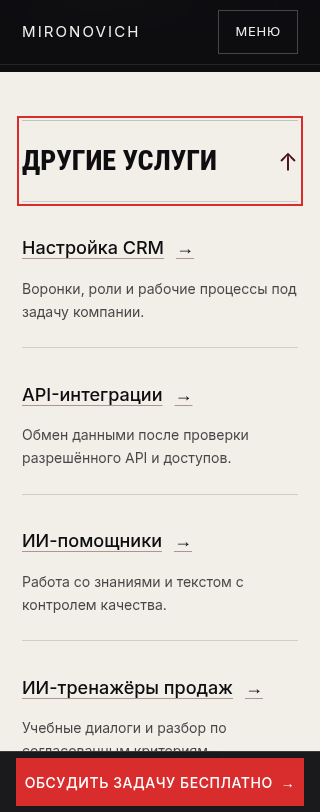 MIRONOVICH
МЕНЮ
ДРУГИЕ УСЛУГИ ↑
Настройка CRM →
Воронки, роли и рабочие процессы под
задачу компании.
API-интеграции →
Обмен данными после проверки
разрешённого API и доступов.
ИИ-помощники →
Работа со знаниями и текстом с
контролем качества.
ИИ-тренажёры продаж →
Учебные диалоги и разбор по
согласованным критериям
ОБСУДИТЬ ЗАДАЧУ БЕСПЛАТНО →